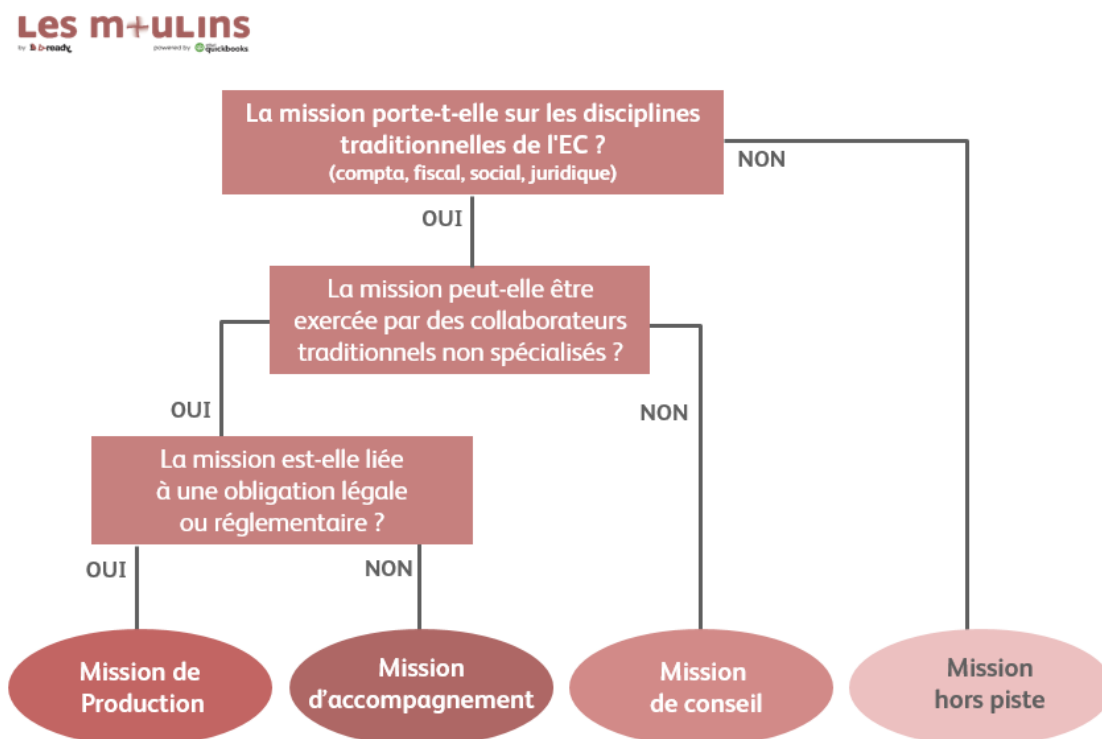 Les m+uLins
by b-ready powered by quickbooks
La mission porte-t-elle sur les disciplines
traditionnelles de l'EC ?
(compta, fiscal, social, juridique)
NON
OUI
La mission peut-elle être
exercée par des collaborateurs
traditionnels non spécialisés ?
OUI
NON
La mission est-elle liée
à une obligation légale
ou réglementaire ?
OUI
NON
Mission de
Production
Mission
d'accompagnement
Mission
de conseil
Mission
hors piste